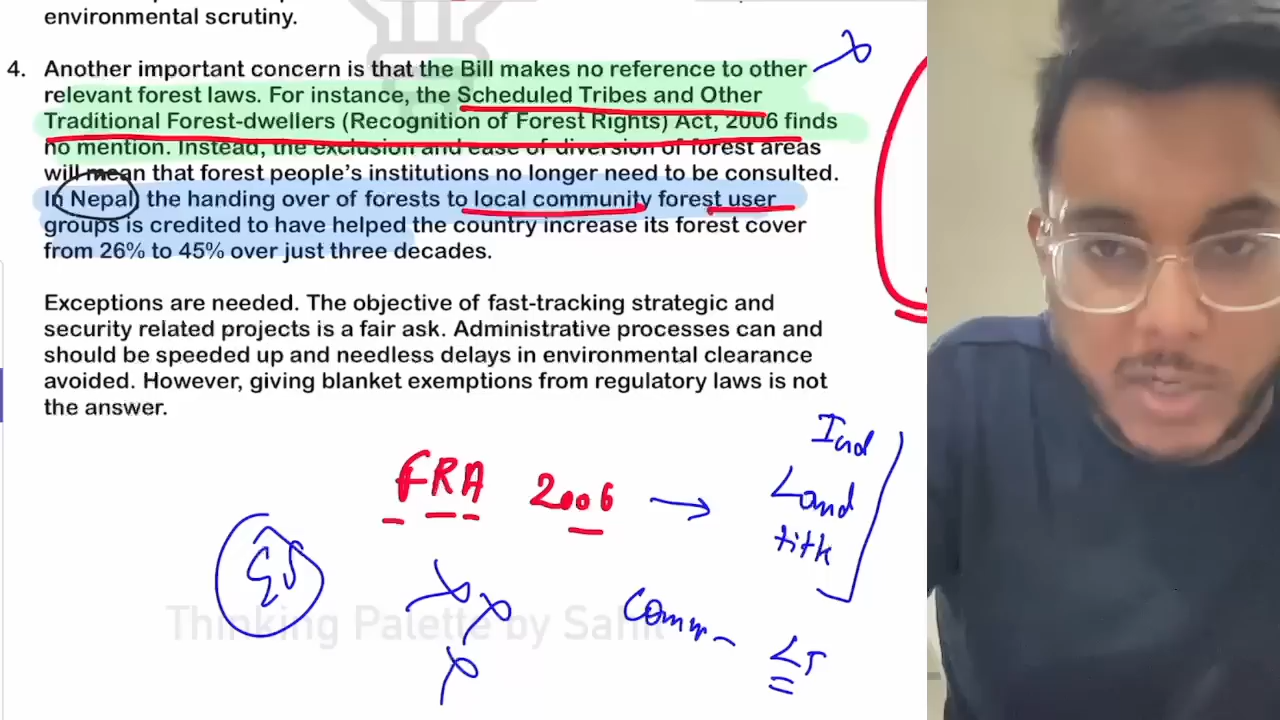 environmental scrutiny.
4. Another important concern is that the Bill makes no reference to other
relevant forest laws. For instance, the Scheduled Tribes and Other
Traditional Forest-dwellers (Recognition of Forest Rights) Act, 2006 finds
no mention. Instead, the exclusion and ease of diversion of forest areas
will mean that forest people's institutions no longer need to be consulted.
In Nepal, the handing over of forests to local community forest user
groups is credited to have helped the country increase its forest cover
from 26% to 45% over just three decades.
Exceptions are needed. The objective of fast-tracking strategic and
security related projects is a fair ask. Administrative processes can and
should be speeded up and needless delays in environmental clearance
avoided. However, giving blanket exemptions from regulatory laws is not
the answer.
Ind
FRA 2006 → Land
title
Thinking Palette by Sahil
Comm-
LT